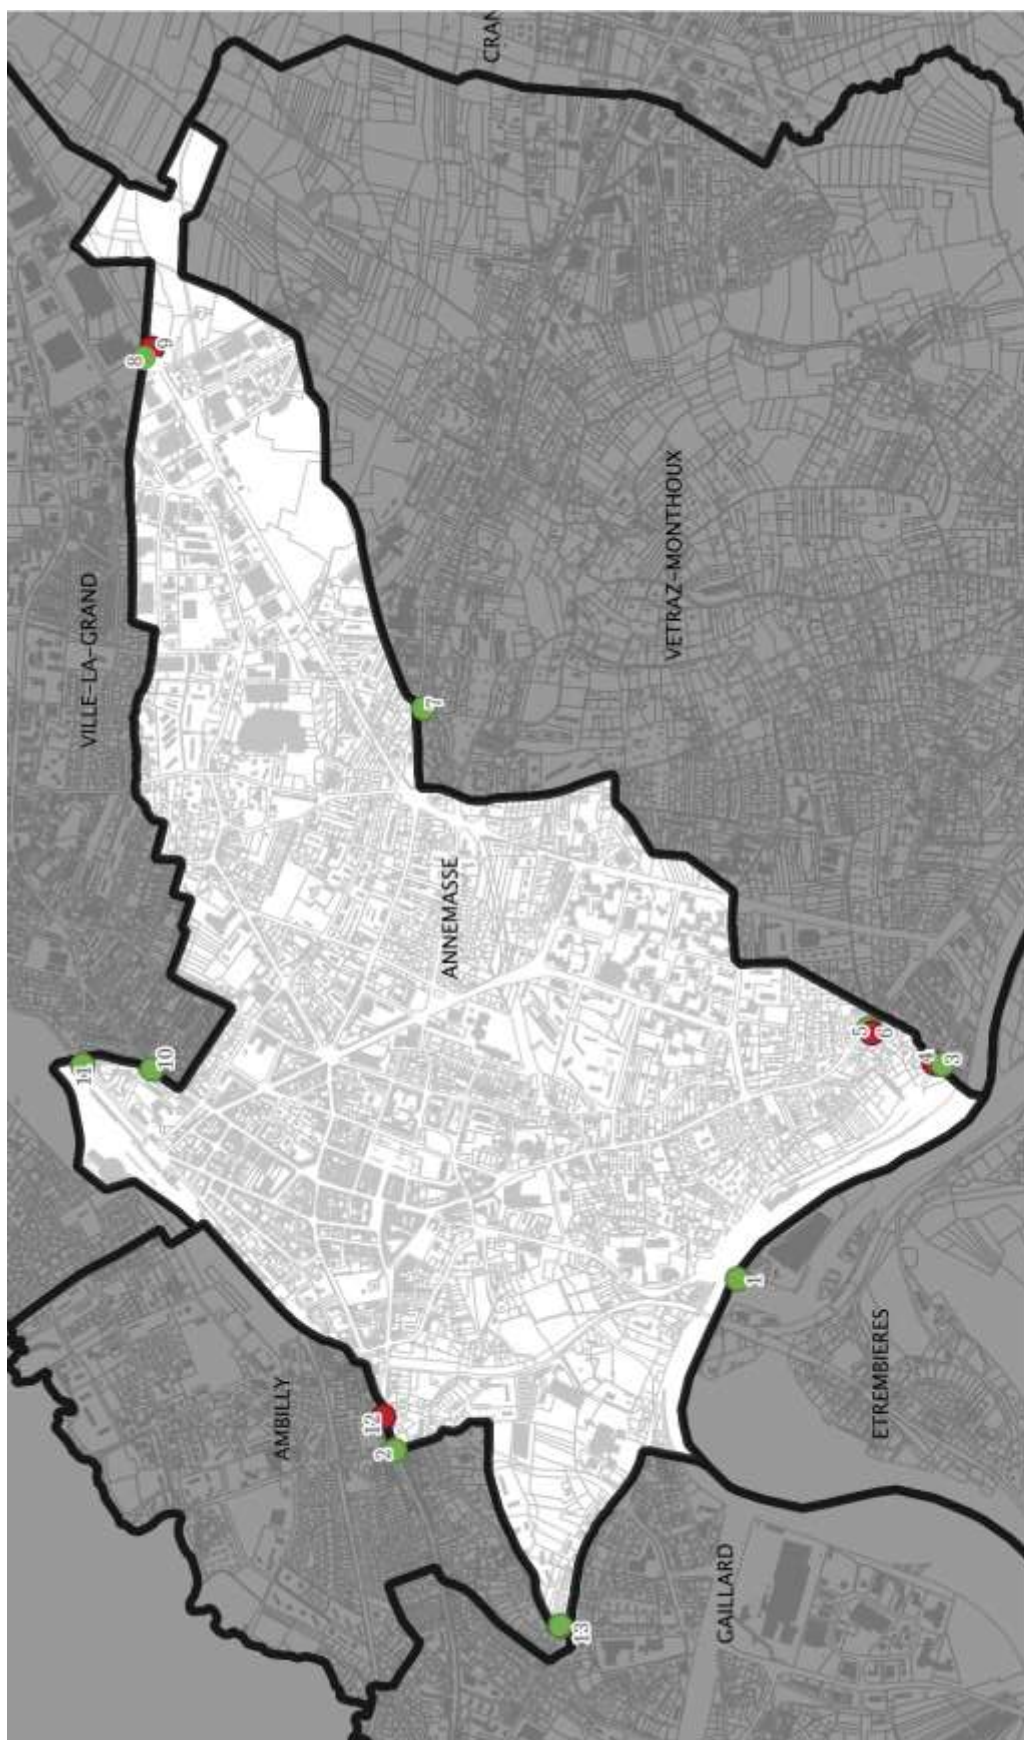 CRAN
VILLE-LA-GRAND
VETRAZ-MONTHOUX
ANNEMASSE
AMBILLY
ETREMBIERES
GAILLARD
8
9
7
11
10
5
6
4
3
1
12
2
13